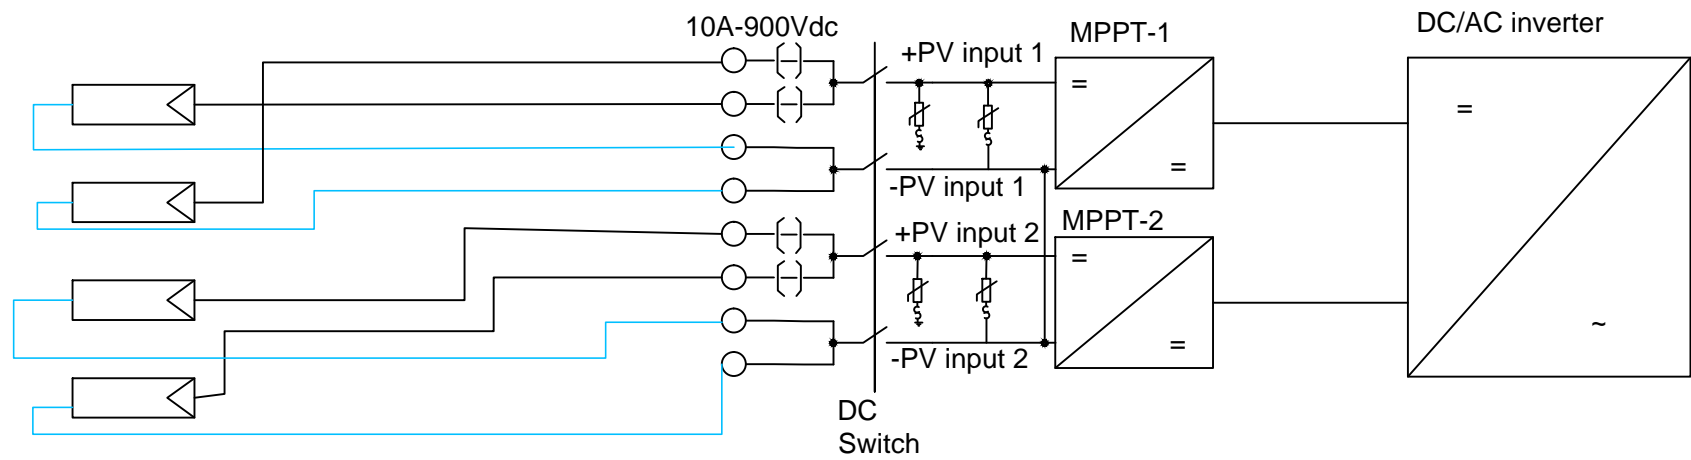 10A-900Vdc
DC/AC inverter
MPPT-1
+PV input 1
=
=
=
-PV input 1
MPPT-2
+PV input 2
=
=
~
-PV input 2
DC
Switch